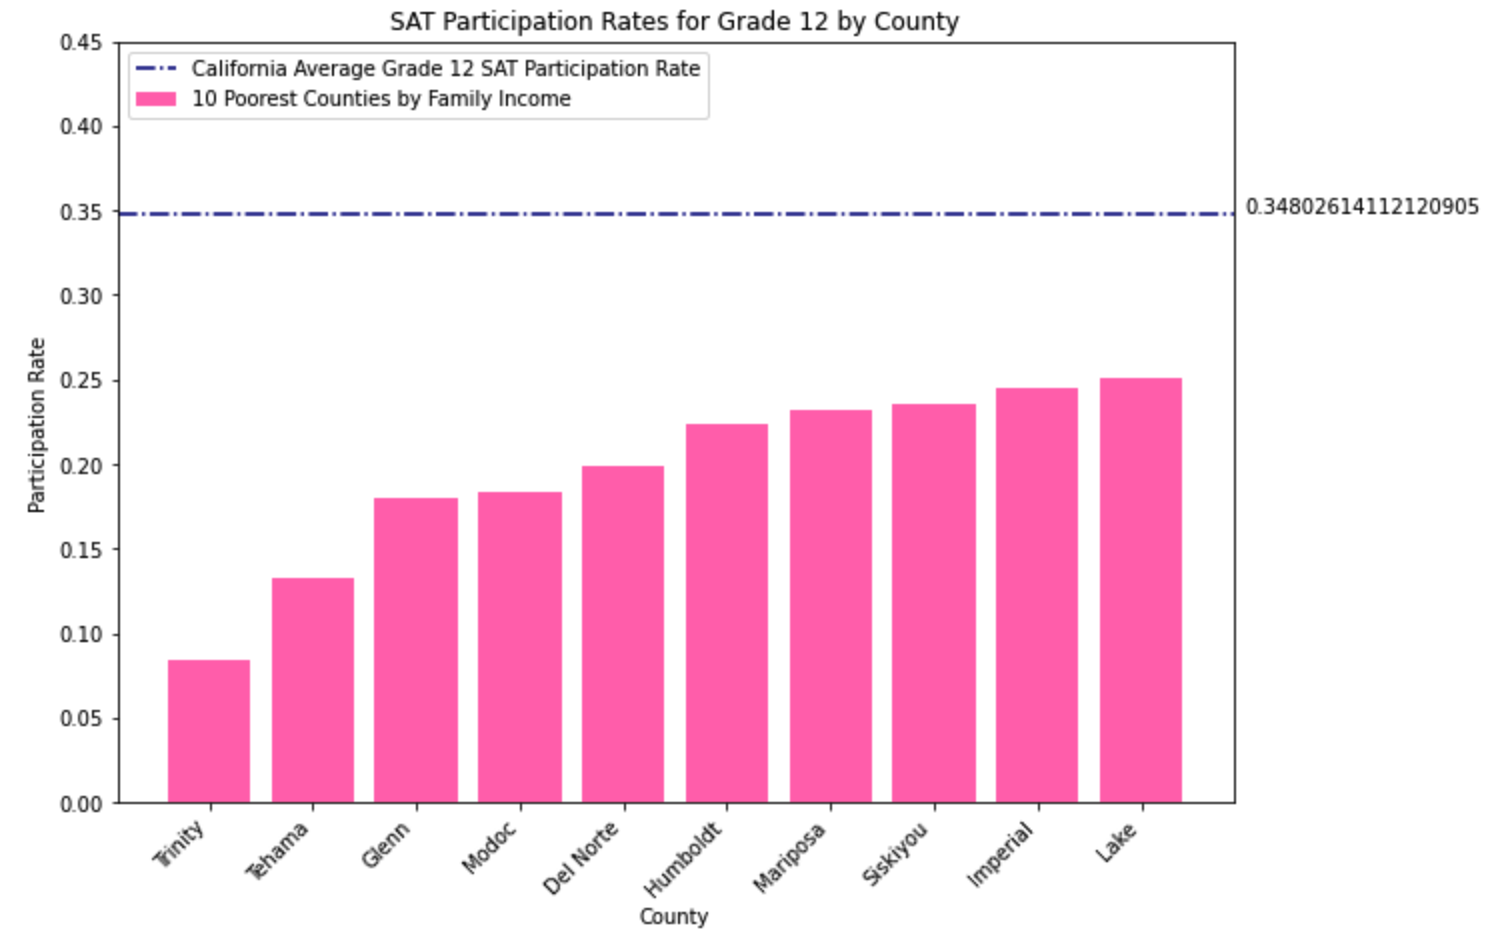 SAT Participation Rates for Grade 12 by County
California Average Grade 12 SAT Participation Rate
10 Poorest Counties by Family Income
0.45
0.40
0.35
0.30
0.25
0.20
0.15
0.10
0.05
0.00
0.34802614112120905
Participation Rate
Trinity
Tehama
Glenn
Modoc
Del Norte
Humboldt
Mariposa
Siskiyou
Imperial
Lake
County